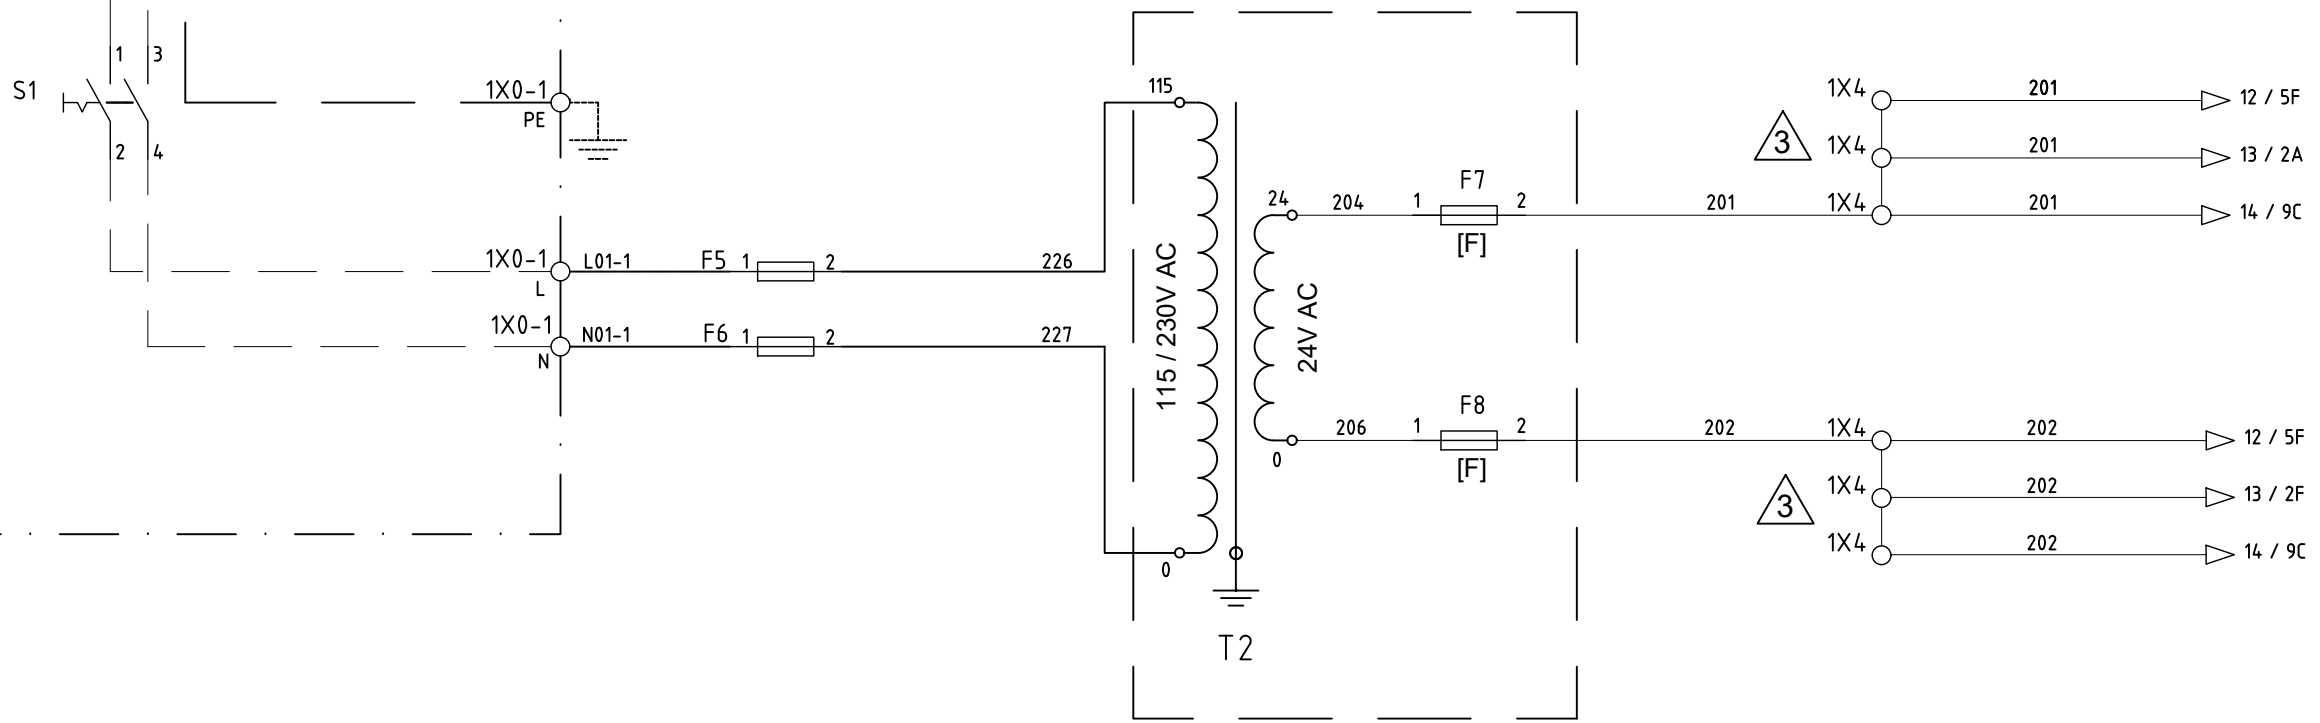 S1
1 3
2 4
1X0-1
PE
1X0-1
L
L01-1 F5 1 2 226
1X0-1
N
N01-1 F6 1 2 227
115
115 / 230V AC
0
24
24V AC
0
T2
204 1 F7 2 201
[F]
206 1 F8 2 202
[F]
3
1X4 201 12 / 5F
1X4 201 13 / 2A
1X4 201 14 / 9C
3
1X4 202 12 / 5F
1X4 202 13 / 2F
1X4 202 14 / 9C